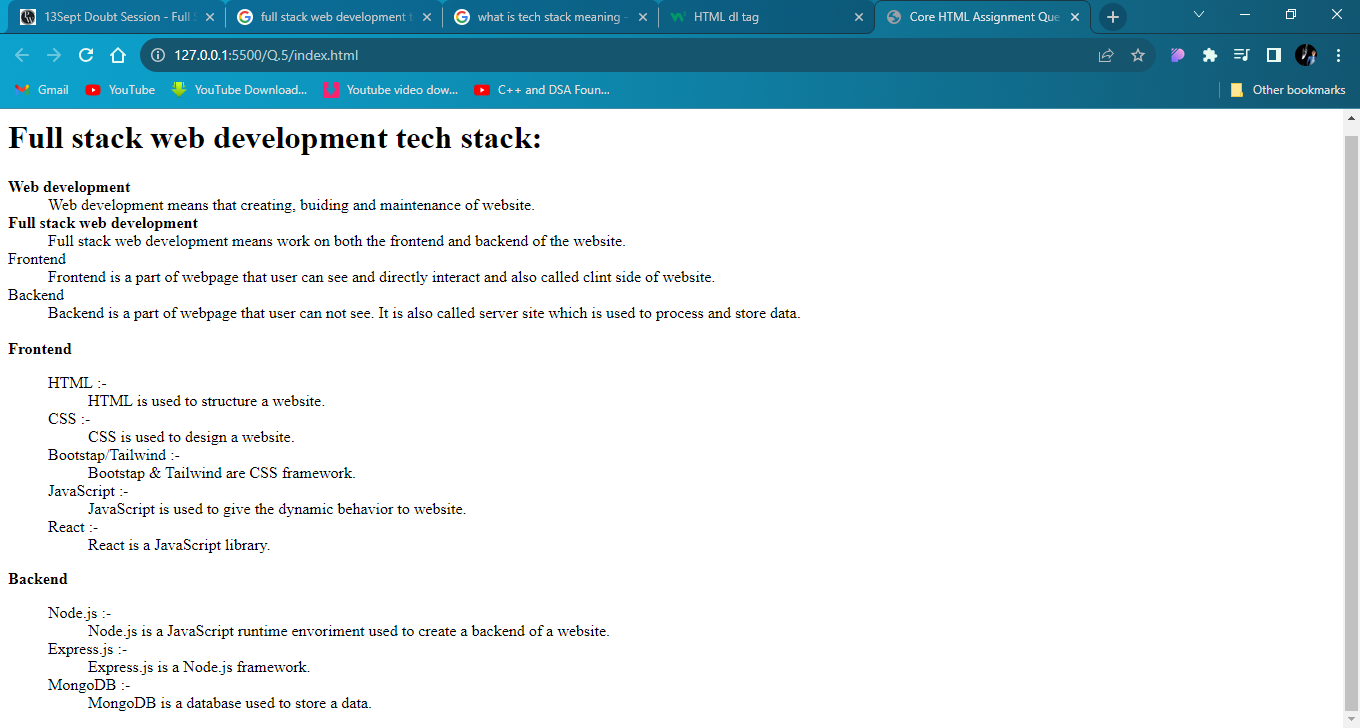 13Sept Doubt Session - Full
full stack web development
what is tech stack meaning -
HTML dl tag
Core HTML Assignment Que
127.0.0.1:5500/Q.5/index.html
Gmail
YouTube
YouTube Download...
Youtube video dow...
C++ and DSA Foun...
Other bookmarks
Full stack web development tech stack:
Web development
Web development means that creating, buiding and maintenance of website.
Full stack web development
Full stack web development means work on both the frontend and backend of the website.
Frontend
Frontend is a part of webpage that user can see and directly interact and also called clint side of website.
Backend
Backend is a part of webpage that user can not see. It is also called server site which is used to process and store data.
Frontend
HTML :-
HTML is used to structure a website.
CSS :-
CSS is used to design a website.
Bootstap/Tailwind :-
Bootstap & Tailwind are CSS framework.
JavaScript :-
JavaScript is used to give the dynamic behavior to website.
React :-
React is a JavaScript library.
Backend
Node.js :-
Node.js is a JavaScript runtime envoriment used to create a backend of a website.
Express.js :-
Express.js is a Node.js framework.
MongoDB :-
MongoDB is a database used to store a data.